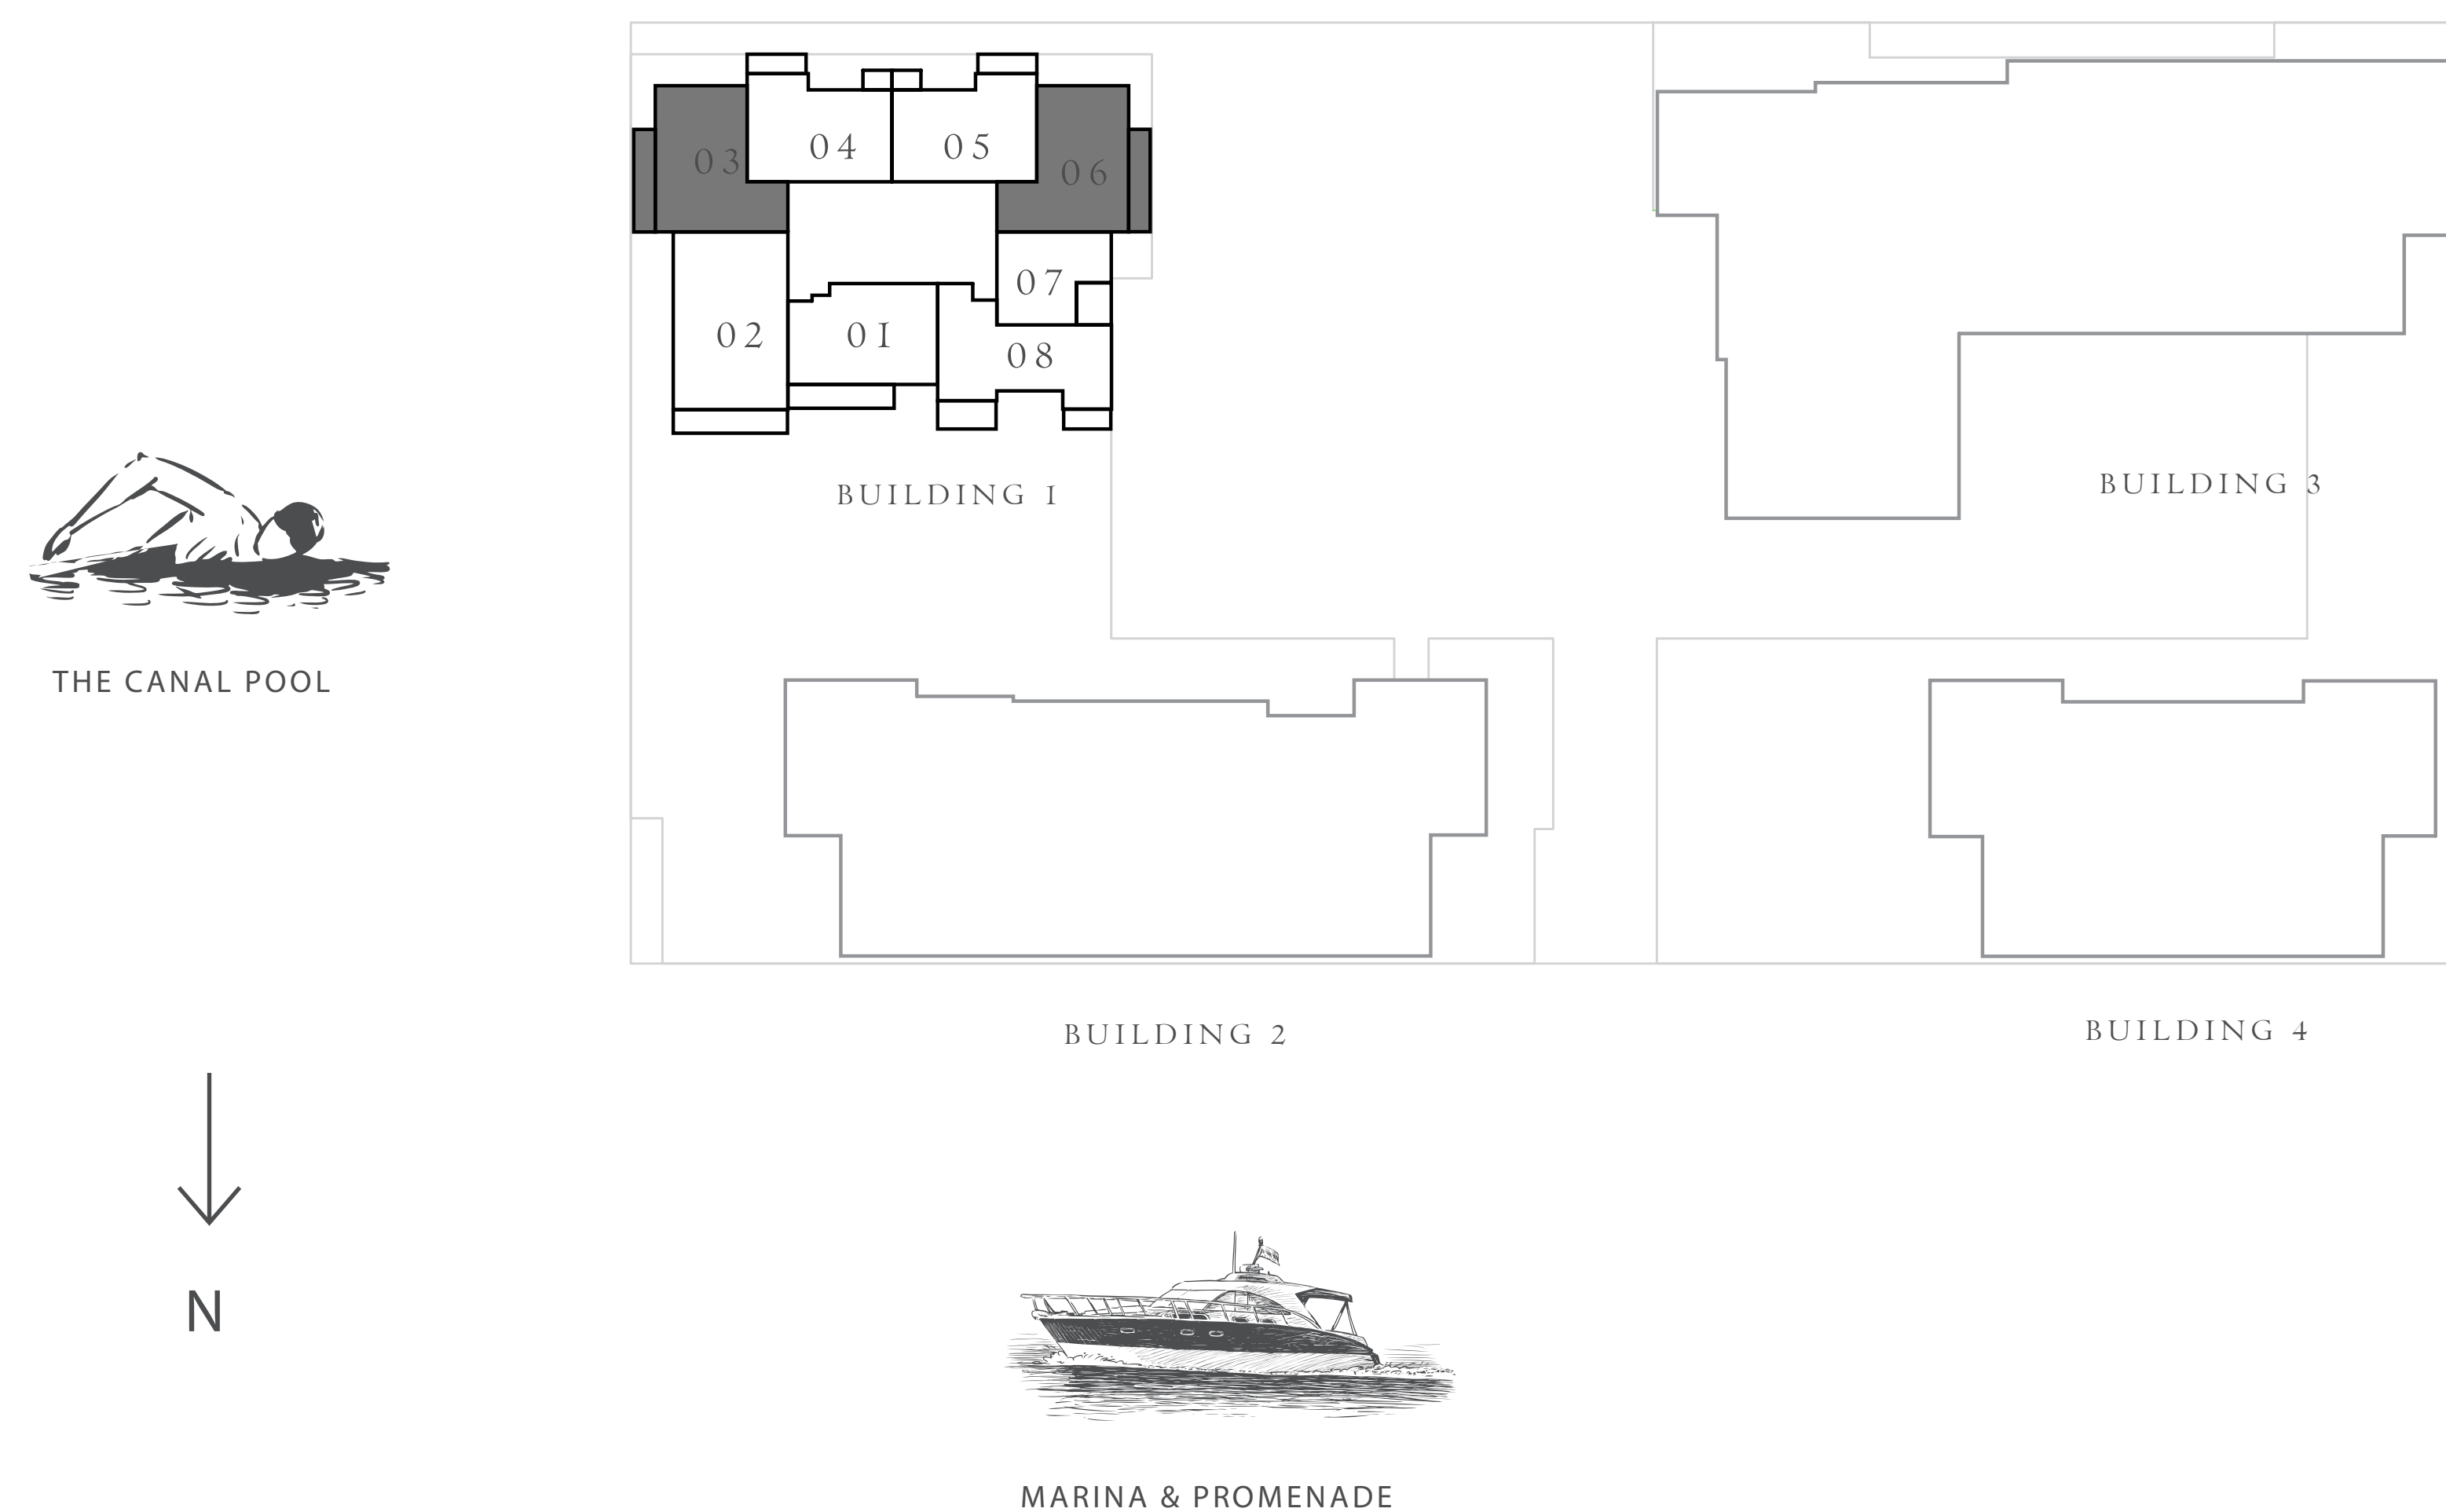 04 05
03 06
07
02 01
08
BUILDING 3
BUILDING 1
THE CANAL POOL
BUILDING 2
BUILDING 4
N
MARINA & PROMENADE